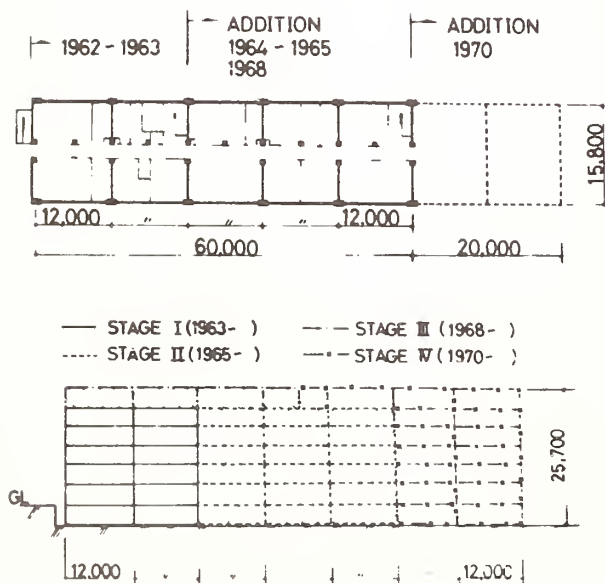 1962 - 1963
ADDITION
1964 - 1965
1968
ADDITION
1970
15,800
12,000 〃 〃 〃 12,000
60,000 20,000
STAGE I (1963- ) STAGE III (1968- )
STAGE II (1965- ) STAGE IV (1970- )
25,700
GL
12,000 〃 〃 〃 〃 〃 12,000